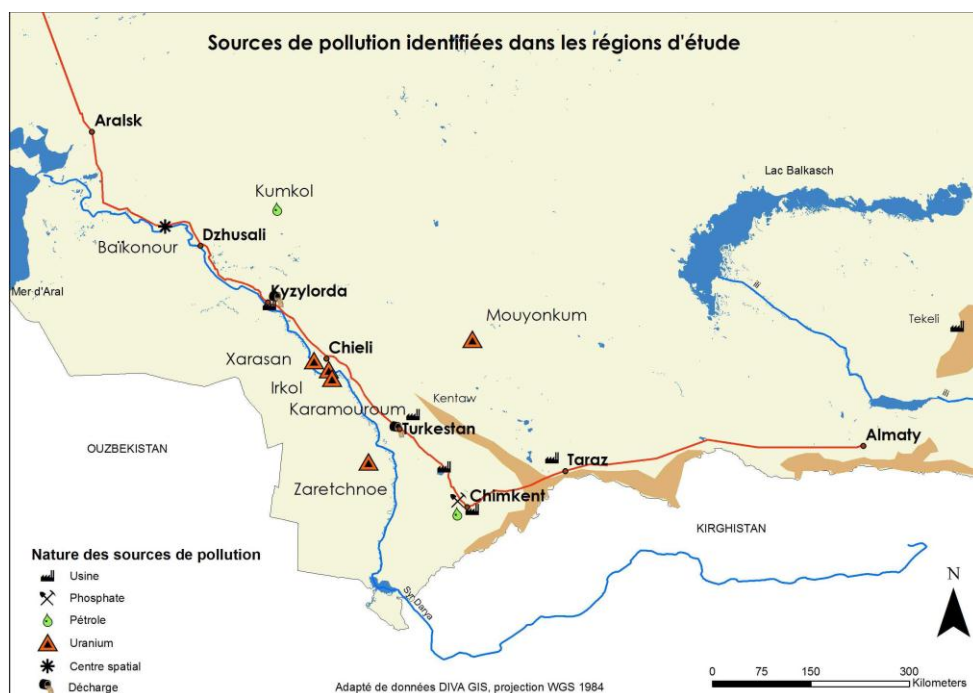 Sources de pollution identifiées dans les régions d'étude
Aralsk
Lac Balkasch
Kumkol
Baïkonour
Dzhusali
Mer d'Aral
Kyzylorda
Ili
Mouyonkum
Tekeli
Xarasan
Chieli
Irkol
Kentaw
Ili
Karamouroum
Turkestan
OUZBEKISTAN
Almaty
Taraz
Zaretchnoe
Chimkent
KIRGHISTAN
Nature des sources de pollution
Usine
Phosphate
Pétrole
Uranium
Centre spatial
Décharge
Syr Darya
N
0 75 150 300
Kilometers
Adapté de données DIVA GIS, projection WGS 1984